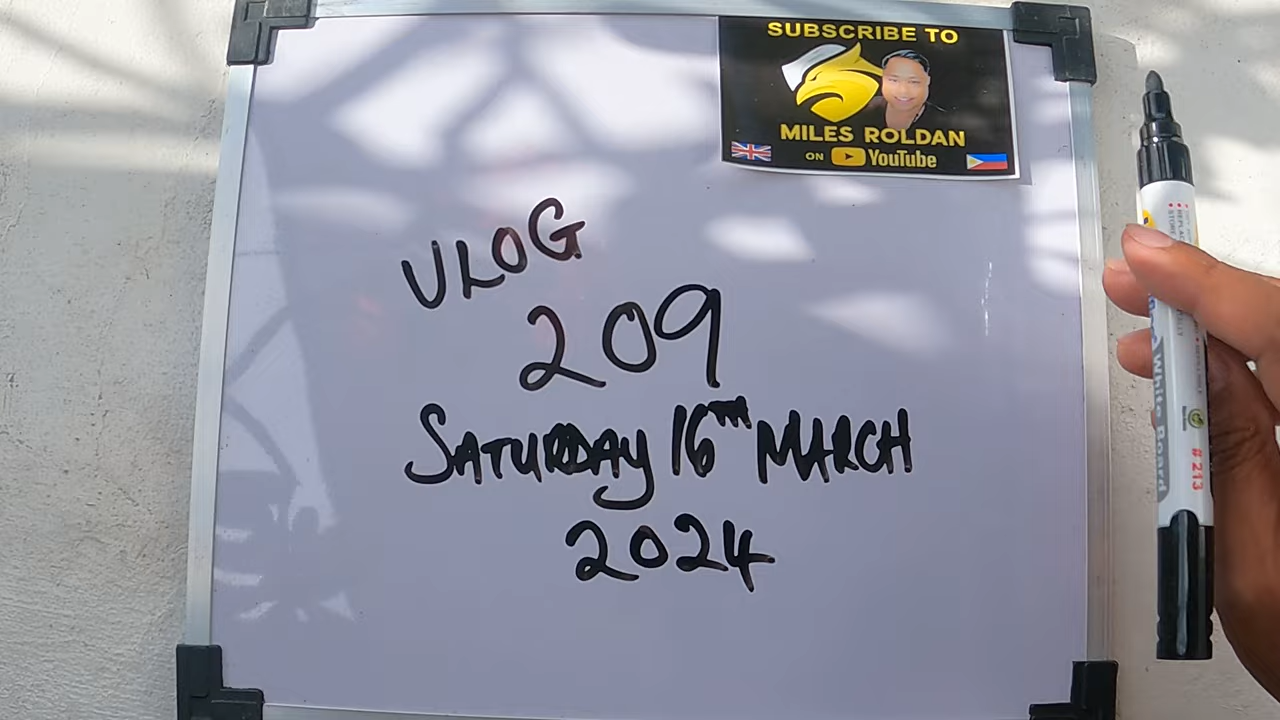 SUBSCRIBE TO
MILES ROLDAN
ON YouTube
VLOG
209
SATURDAY 16TH MARCH
2024
White Board
#213